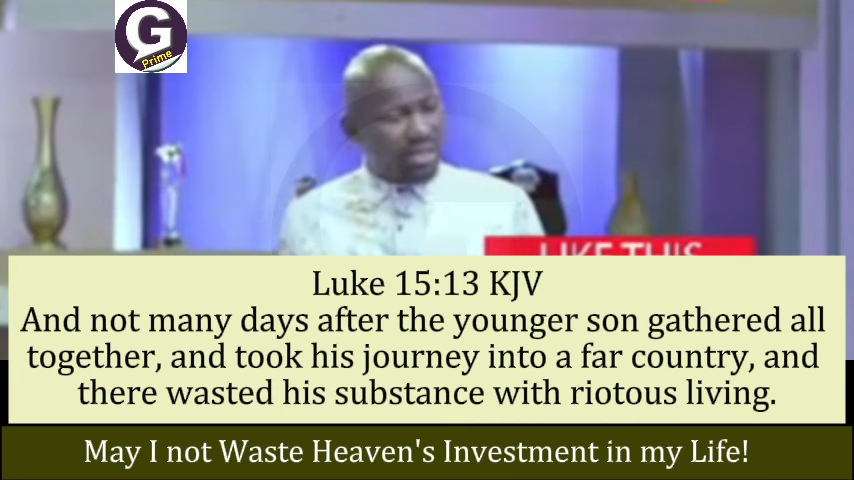 G
Prime
LIKE THIS
Luke 15:13 KJV
And not many days after the younger son gathered all
together, and took his journey into a far country, and
there wasted his substance with riotous living.
May I not Waste Heaven's Investment in my Life!